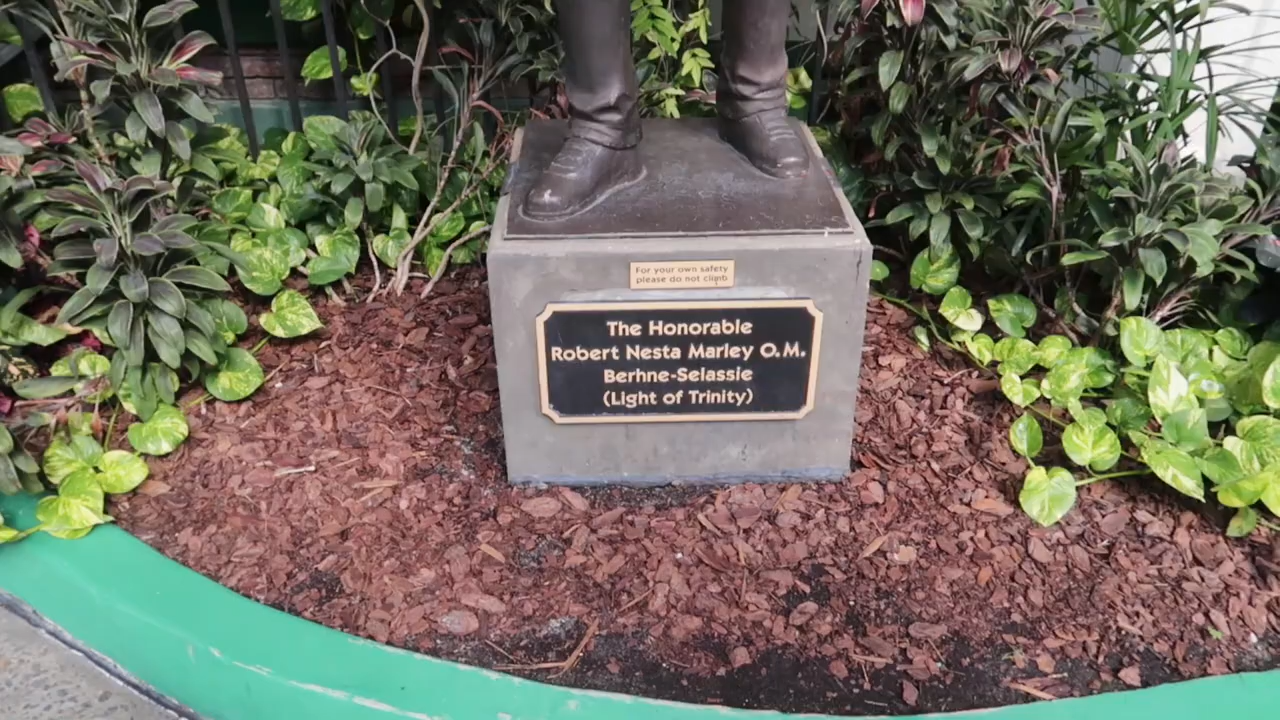 For your own safety
please do not climb
The Honorable
Robert Nesta Marley O.M.
Berhne-Selassie
(Light of Trinity)